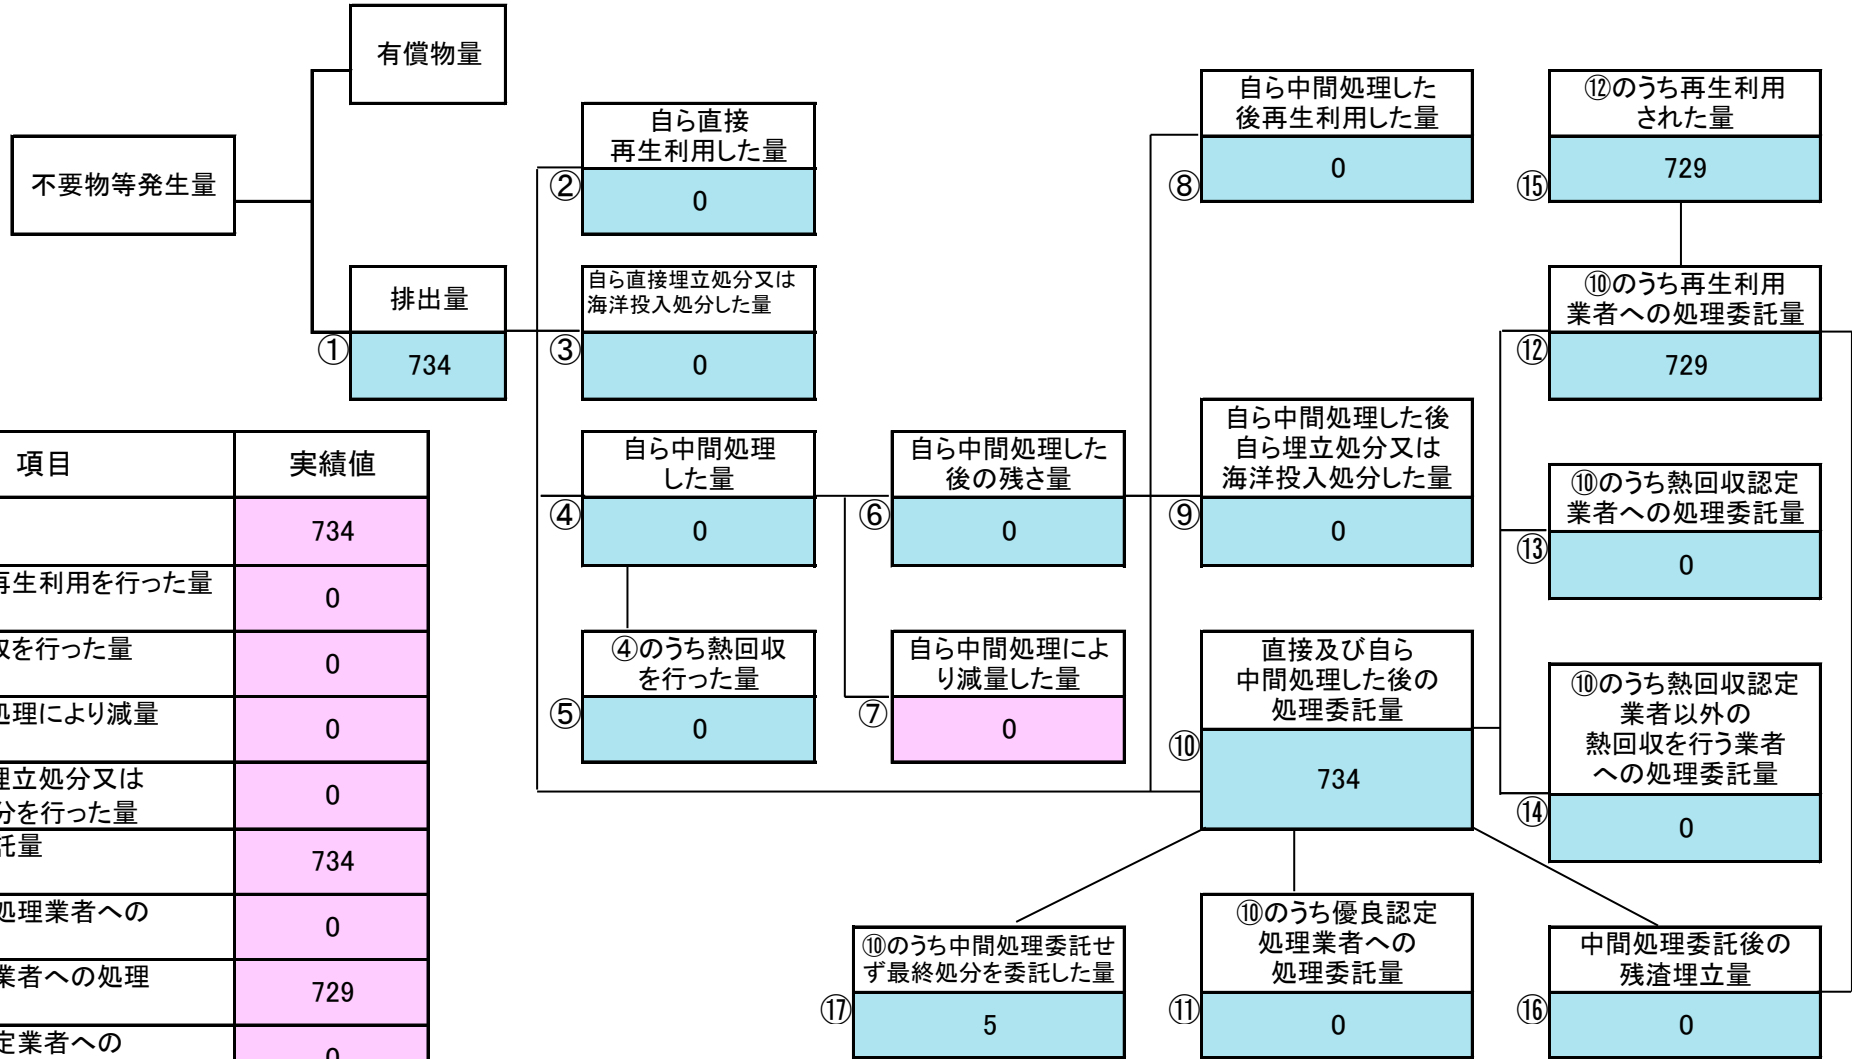 有償物量
不要物等発生量
排出量
①
734
自ら直接
再生利用した量
②
0
自ら直接埋立処分又は
海洋投入処分した量
③
0
自ら中間処理
した量
④
0
④のうち熱回収
を行った量
⑤
0
自ら中間処理した
後の残さ量
⑥
0
自ら中間処理によ
り減量した量
⑦
0
自ら中間処理した
後再生利用した量
⑧
0
自ら中間処理した後
自ら埋立処分又は
海洋投入処分した量
⑨
0
直接及び自ら
中間処理した後の
処理委託量
⑩
734
⑫のうち再生利用
された量
⑮
729
⑩のうち再生利用
業者への処理委託量
⑫
729
⑩のうち熱回収認定
業者への処理委託量
⑬
0
⑩のうち熱回収認定
業者以外の
熱回収を行う業者
への処理委託量
⑭
0
⑩のうち中間処理委託せ
ず最終処分を委託した量
⑰
5
⑩のうち優良認定
処理業者への
処理委託量
⑪
0
中間処理委託後の
残渣埋立量
⑯
0
項目 実績値
734
再生利用を行った量 0
を行った量 0
処理により減量 0
埋立処分又は
を行った量 0
託量 734
処理業者への 0
業者への処理 729
定業者への 0